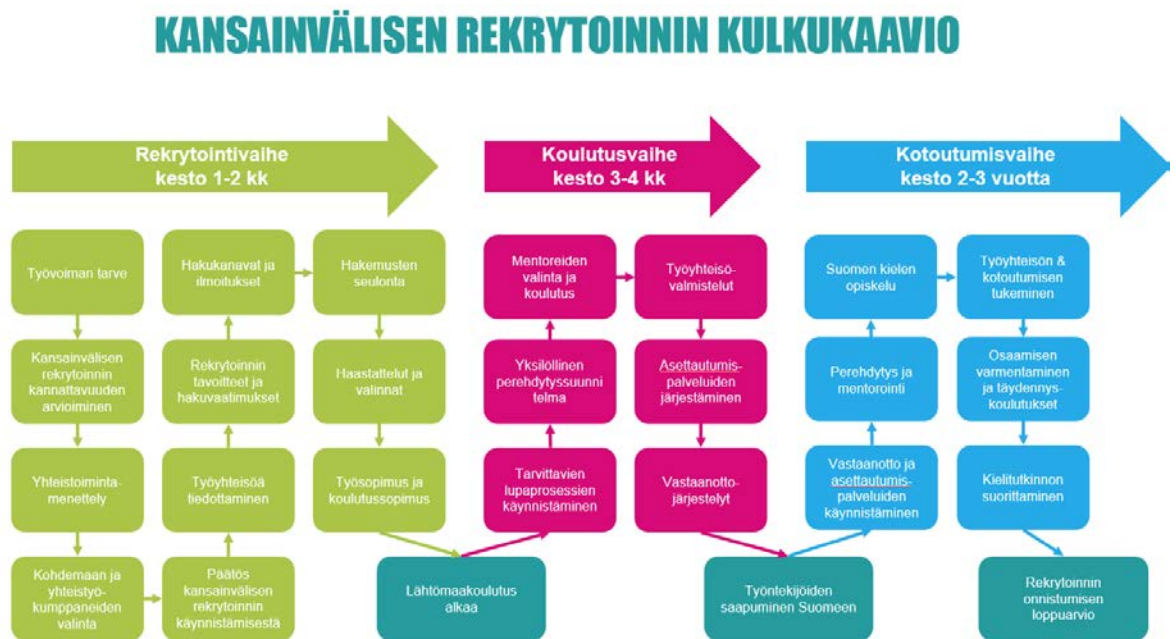 KANSAINVÄLISEN REKRYTOINNIN KULKUKAAVIO
Rekrytointivaihe
kesto 1-2 kk
Työvoiman tarve
Kansainvälisen
rekrytoinnin
kannattavuuden
arvioiminen
Yhteistoiminta-
menettely
Kohdemaan ja
yhteistyö-
kumppaneiden
valinta
Päätös
kansainvälisen
rekrytoinnin
käynnistämisestä
Työyhteisöä
tiedottaminen
Rekrytoinnin
tavoitteet ja
hakuvaatimukset
Hakukanavat ja
ilmoitukset
Hakemusten
seulonta
Haastattelut ja
valinnat
Työsopimus ja
koulutussopimus
Lähtömaakoulutus
alkaa
Koulutusvaihe
kesto 3-4 kk
Tarvittavien
lupaprosessien
käynnistäminen
Yksilöllinen
perehdytyssuunni
telma
Mentoreiden
valinta ja
koulutus
Työyhteisö-
valmistelut
Asettautumis-
palveluiden
järjestäminen
Vastaanotto-
järjestelyt
Työntekijöiden
saapuminen Suomeen
Kotoutumisvaihe
kesto 2-3 vuotta
Vastaanotto ja
asettautumis-
palveluiden
käynnistäminen
Perehdytys ja
mentorointi
Suomen kielen
opiskelu
Työyhteisön &
kotoutumisen
tukeminen
Osaamisen
varmentaminen
ja täydennys-
koulutukset
Kielitutkinnon
suorittaminen
Rekrytoinnin
onnistumisen
loppuarvio